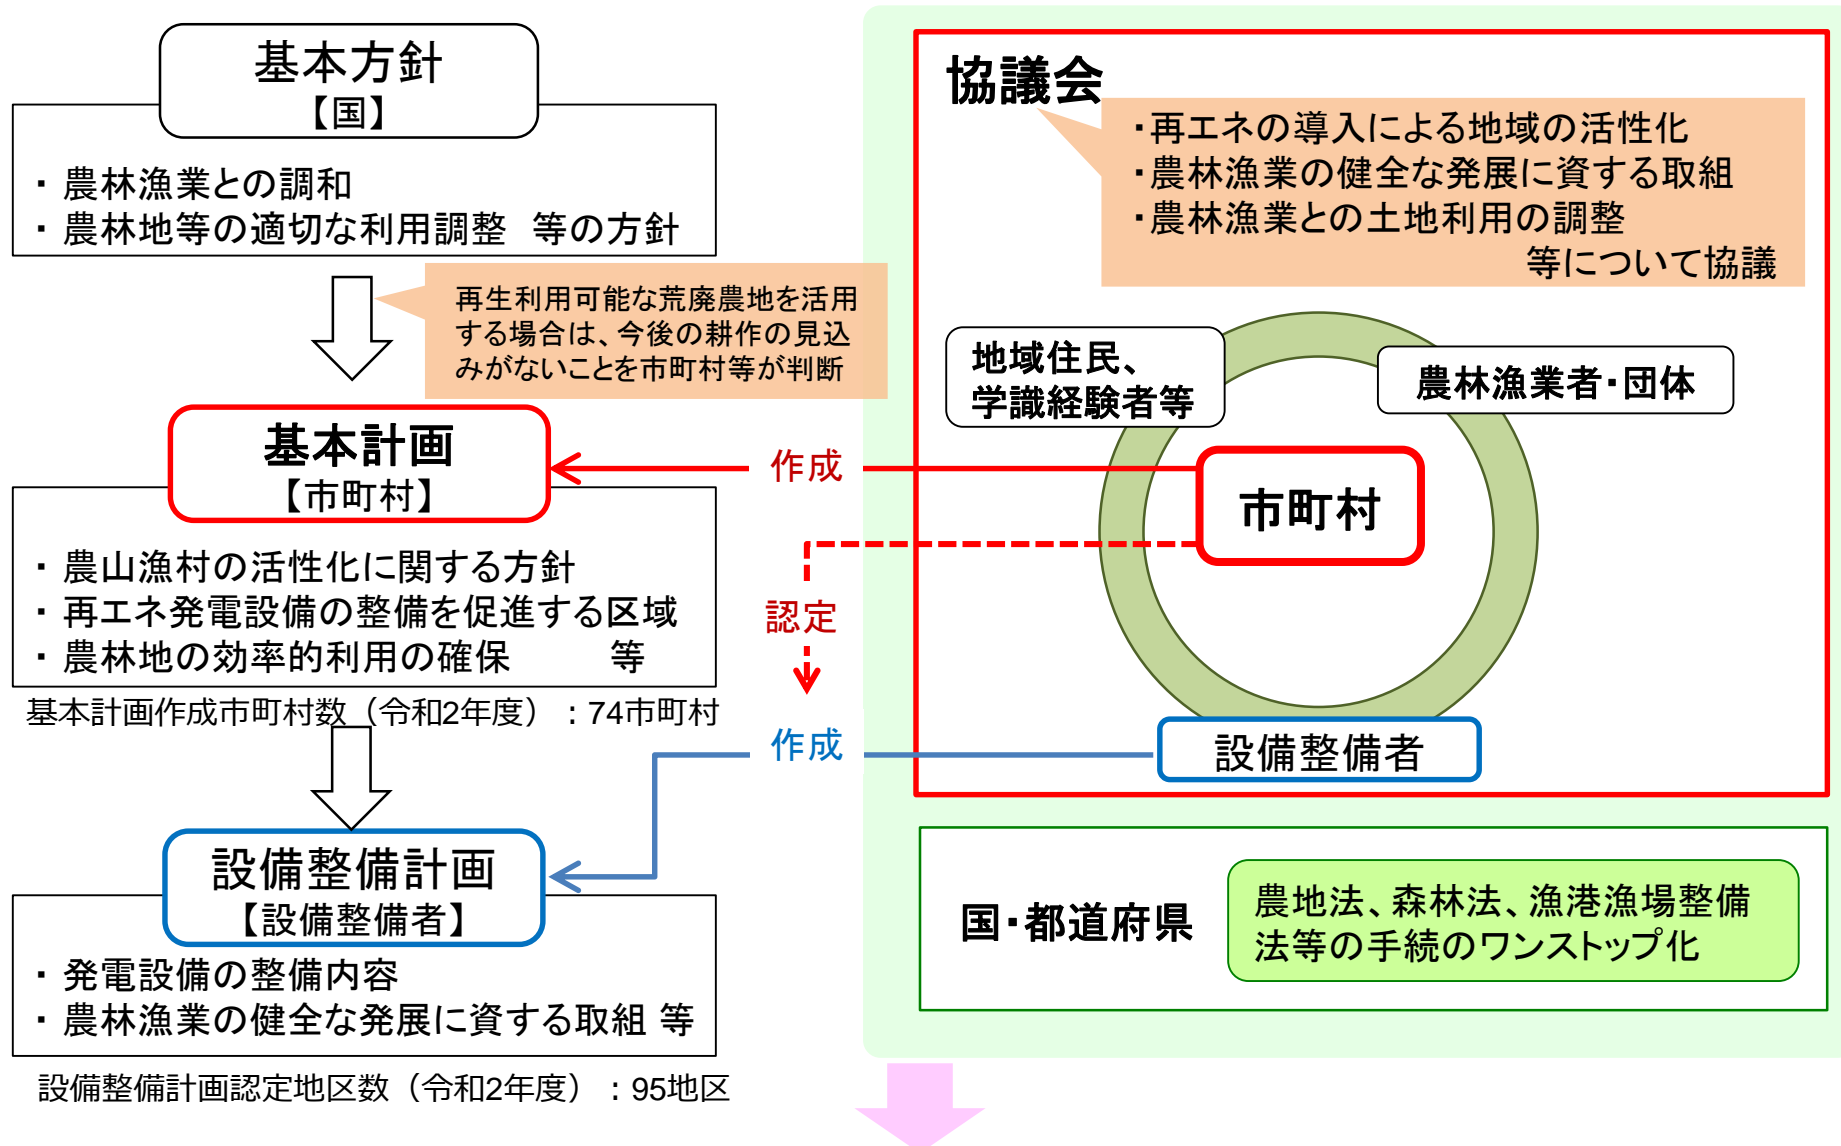 基本方針
【国】
・ 農林漁業との調和
・ 農林地等の適切な利用調整　等の方針
再生利用可能な荒廃農地を活用
する場合は、今後の耕作の見込
みがないことを市町村等が判断
基本計画
【市町村】
・ 農山漁村の活性化に関する方針
・ 再エネ発電設備の整備を促進する区域
・ 農林地の効率的利用の確保　　等
基本計画作成市町村数（令和2年度）：74市町村
設備整備計画
【設備整備者】
・ 発電設備の整備内容
・ 農林漁業の健全な発展に資する取組 等
設備整備計画認定地区数（令和2年度）：95地区
作成
認定
作成
協議会
・再エネの導入による地域の活性化
・農林漁業の健全な発展に資する取組
・農林漁業との土地利用の調整
等について協議
地域住民、
学識経験者等
農林漁業者・団体
市町村
設備整備者
国・都道府県
農地法、森林法、漁港漁場整備
法等の手続のワンストップ化